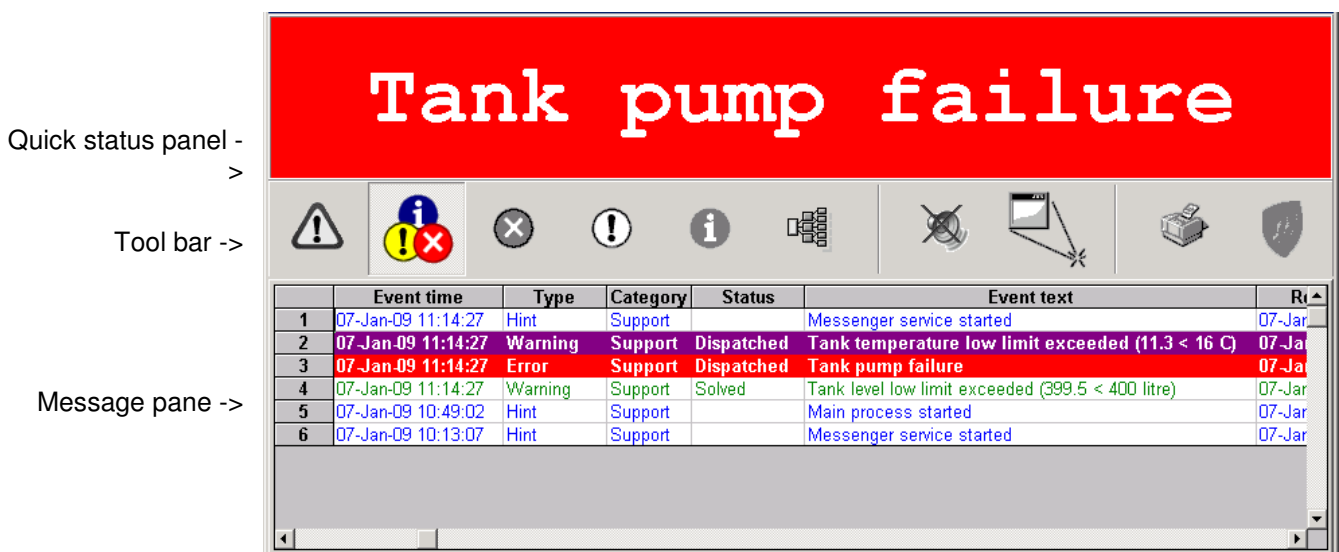 Tank pump failure
Quick status panel -
>
Tool bar ->
Event time Type Category Status Event text
1 07-Jan-09 11:14:27 Hint Support Messenger service started 07-Jar
2 07-Jan-09 11:14:27 Warning Support Dispatched Tank temperature low limit exceeded (11.3 < 16 C) 07-Ja
3 07-Jan-09 11:14:27 Error Support Dispatched Tank pump failure 07-Ja
4 07-Jan-09 11:14:27 Warning Support Solved Tank level low limit exceeded (399.5 < 400 litre) 07-Jar
Message pane ->
5 07-Jan-09 10:49:02 Hint Support Main process started 07-Jar
6 07-Jan-09 10:13:07 Hint Support Messenger service started 07-Jar